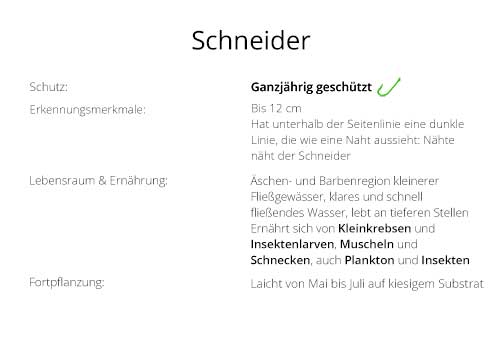 Schneider
Schutz:
Ganzjährig geschützt
Erkennungsmerkmale:
Bis 12 cm
Hat unterhalb der Seitenlinie eine dunkle
Linie, die wie eine Naht aussieht: Nähte
näht der Schneider
Lebensraum & Ernährung:
Äschen- und Barbenregion kleinerer
Fließgewässer, klares und schnell
fließendes Wasser, lebt an tieferen Stellen
Ernährt sich von Kleinkrebsen und
Insektenlarven, Muscheln und
Schnecken, auch Plankton und Insekten
Fortpflanzung:
Laicht von Mai bis Juli auf kiesigem Substrat